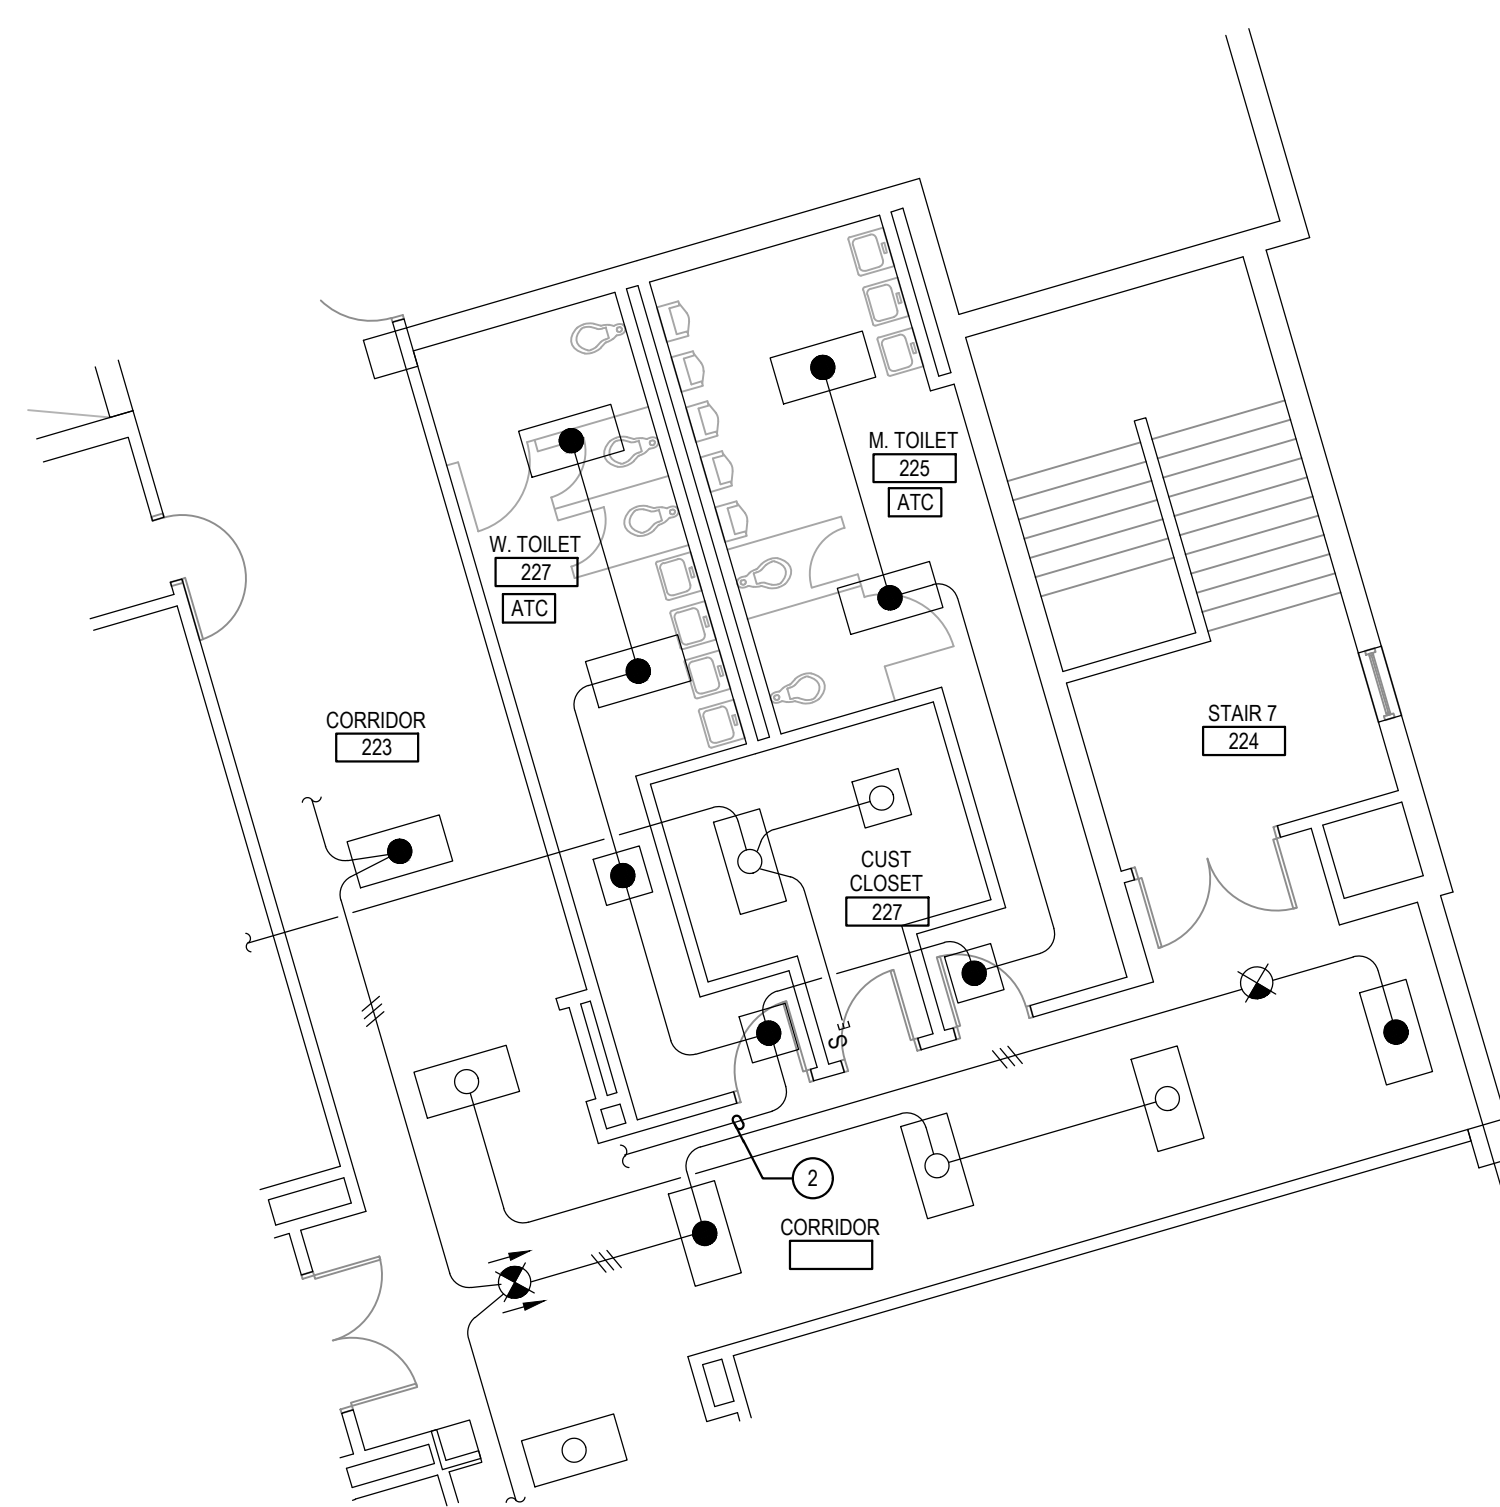 M. TOILET
225
ATC
W. TOILET
227
ATC
CORRIDOR
223
STAIR 7
224
CUST
CLOSET
227
S E
2
CORRIDOR